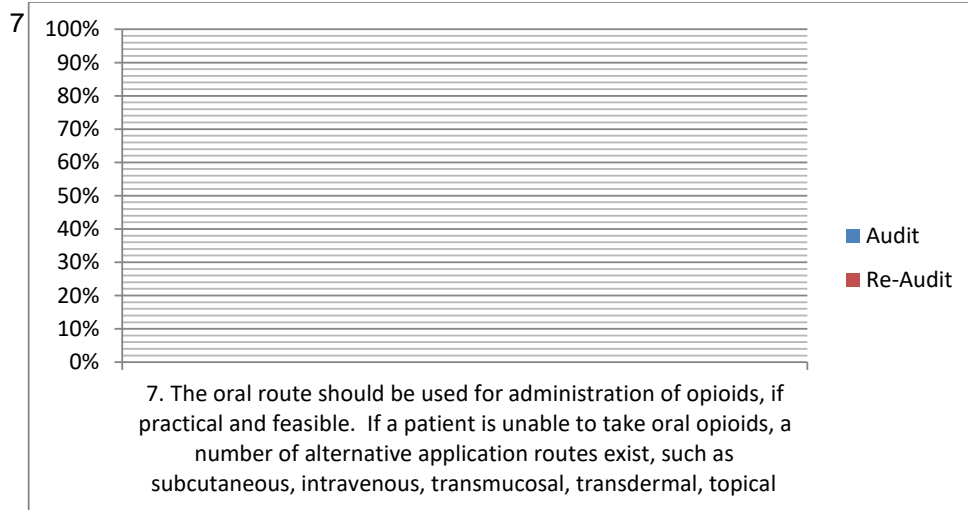 7
100%
90%
80%
70%
60%
50%
40%
30%
20%
10%
0%
Audit
Re-Audit
7. The oral route should be used for administration of opioids, if
practical and feasible.  If a patient is unable to take oral opioids, a
number of alternative application routes exist, such as
subcutaneous, intravenous, transmucosal, transdermal, topical